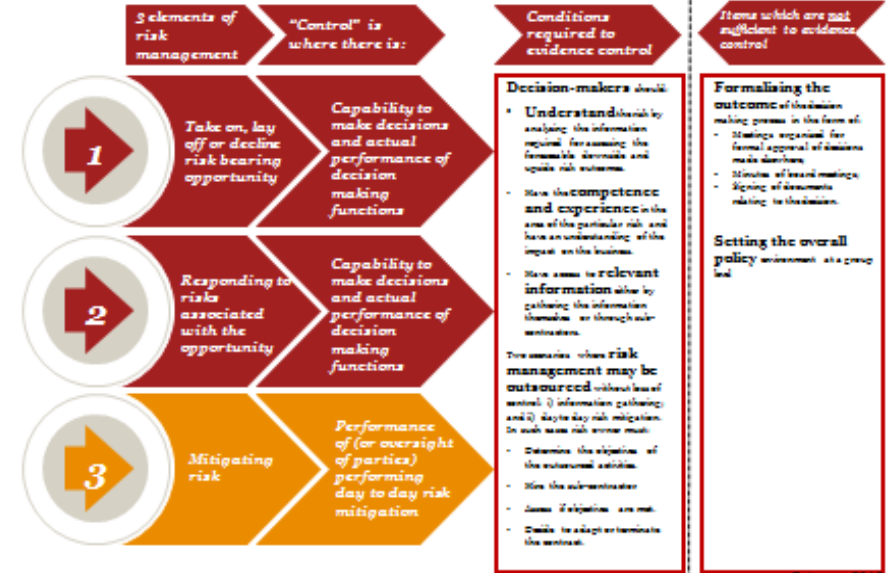 3 elements of
risk
management
"Control" is
where there is:
Conditions
required to
evidence control
Items which are not
sufficient to evidence
control
1
Take on, lay
off or decline
risk bearing
opportunity
Capability to
make decisions
and actual
performance of
decision
making
functions
2
Responding to
risks
associated
with the
opportunity
Capability to
make decisions
and actual
performance of
decision
making
functions
3
Mitigating
risk
Performance
of (or oversight
of parties)
performing
day to day risk
mitigation
Decision-makers should:
• Understand the risk by
analysing the information
required for assessing the
foreseeable downside and
upside risk outcomes.
- Have the competence
and experience in the
area of the particular risk and
have an understanding of the
impact on the business.
- Have access to relevant
information either by
gathering the information
themselves or through sub-
contractors.
Two scenarios where risk
management may be
outsourced without loss of
control: i) information gathering;
and ii) day to day risk mitigation.
In such cases risk owner must:
- Determine the objectives of
the outsourced activities.
- Hire the sub-contractor
- Assess if objectives are met.
- Decide to adapt or terminate
the contract.
Formalising the
outcome of the decision
making process in the form of:
- Meetings organised for
formal approval of decisions
made elsewhere;
- Minutes of board meetings;
- Signing of documents
relating to the decision.
Setting the overall
policy environment at a group
level